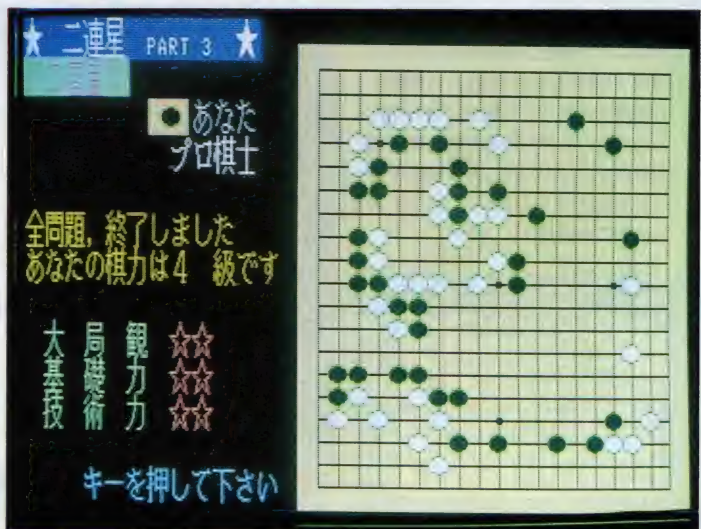 ★ 二連星 PART 3 ★
●あなた
プロ棋士
全問題，終了しました
あなたの棋力は4 級です
大局観 ☆☆
基礎力 ☆☆
技術力 ☆☆
キーを押して下さい